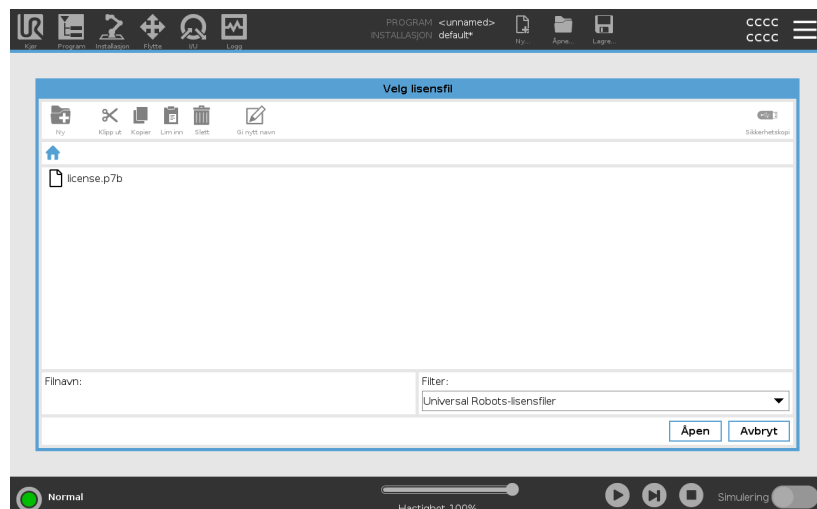 UR
PROGRAM <unnamed>
INSTALLASJON default*
CCCC
CCCC
Kjør Program Installasjon Flytte I/U Logg Ny... Åpne... Lagre...
Velg lisensfil
Ny Klipp ut Kopier Lim inn Slett Gi nytt navn Sikkerhetskopi
license.p7b
Filnavn: Filter:
Universal Robots-lisensfiler
Åpen Avbryt
Normal Simulering
Hastighet 100%